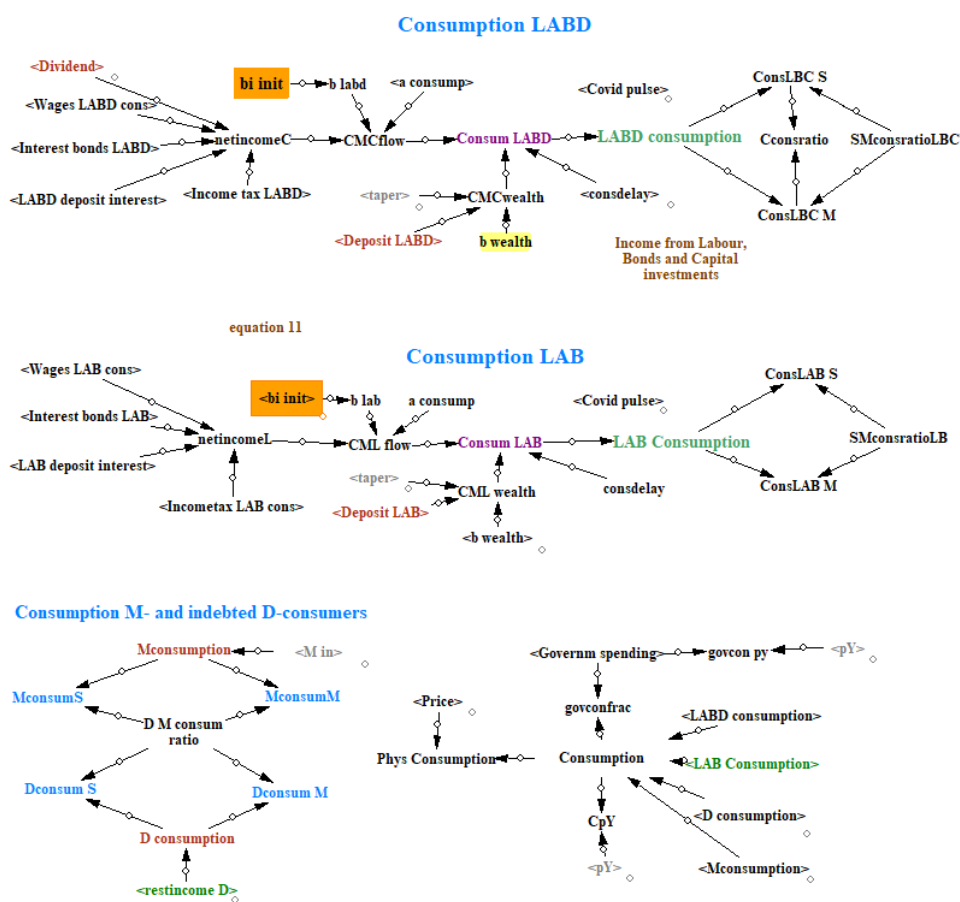 Consumption LABD
<Dividend>
bi init
b labd
<a consump>
<Covid pulse>
ConsLBC S
<Wages LABD cons>
<Interest bonds LABD>
netincomeC
CMCflow
Consum LABD
LABD consumption
Cconsratio
SMconsratioLBC
<LABD deposit interest>
<Income tax LABD>
<taper>
CMCwealth
<consdelay>
ConsLBC M
<Deposit LABD>
b wealth
Income from Labour,
Bonds and Capital
investments
equation 11
Consumption LAB
<Wages LAB cons>
<bi init>
b lab
a consump
<Covid pulse>
ConsLAB S
<Interest bonds LAB>
netincomeL
CML flow
Consum LAB
LAB Consumption
SMconsratioLB
<LAB deposit interest>
<taper>
CML wealth
consdelay
ConsLAB M
<Incometax LAB cons>
<Deposit LAB>
<b wealth>
Consumption M- and indebted D-consumers
Mconsumption
<M in>
MconsumS
MconsumM
D M consum
ratio
Dconsum S
Dconsum M
D consumption
<restincome D>
<Governm spending>
govcon py
<pY>
<Price>
govconfrac
<LABD consumption>
Phys Consumption
Consumption
<LAB Consumption>
CpY
<D consumption>
<pY>
<Mconsumption>